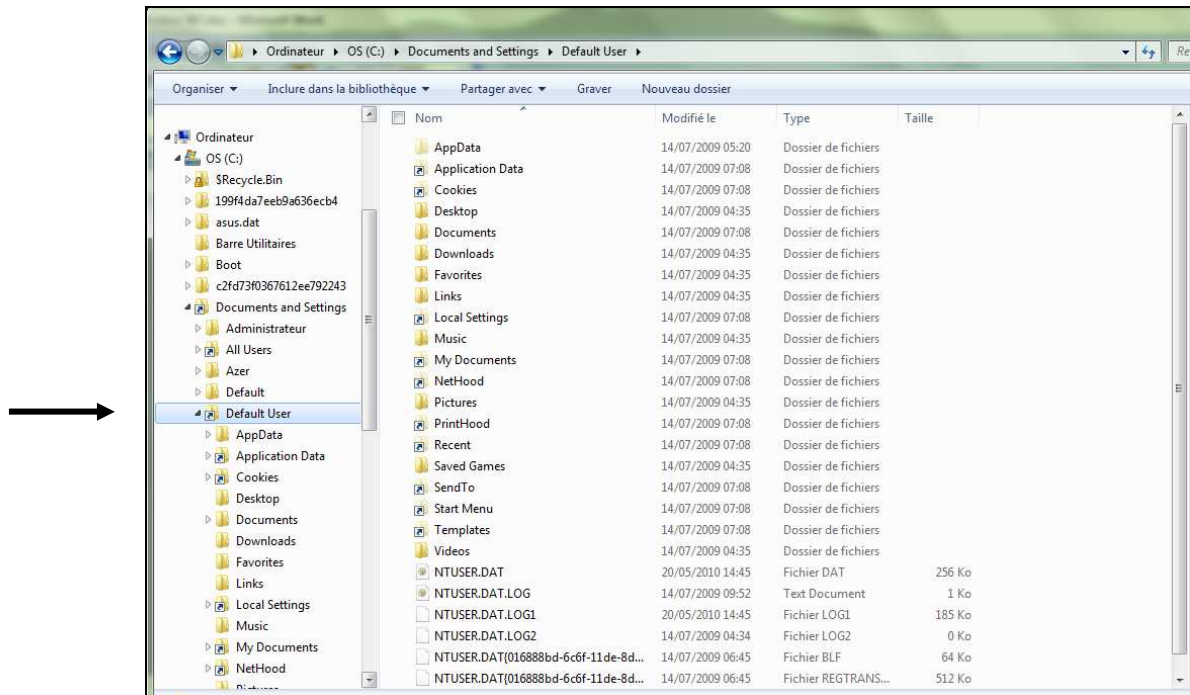 Ordinateur ▸ OS (C:) ▸ Documents and Settings ▸ Default User ▸ Re
Organiser Inclure dans la bibliothèque Partager avec Graver Nouveau dossier
Nom Modifié le Type Taille
Ordinateur
OS (C:)
$Recycle.Bin
199f4da7eeb9a636ecb4
asus.dat
Barre Utilitaires
Boot
c2fd73f0367612ee792243
Documents and Settings
Administrateur
All Users
Azer
Default
Default User
AppData
Application Data
Cookies
Desktop
Documents
Downloads
Favorites
Links
Local Settings
Music
My Documents
NetHood
Pictures
AppData 14/07/2009 05:20 Dossier de fichiers
Application Data 14/07/2009 07:08 Dossier de fichiers
Cookies 14/07/2009 07:08 Dossier de fichiers
Desktop 14/07/2009 04:35 Dossier de fichiers
Documents 14/07/2009 07:08 Dossier de fichiers
Downloads 14/07/2009 04:35 Dossier de fichiers
Favorites 14/07/2009 04:35 Dossier de fichiers
Links 14/07/2009 04:35 Dossier de fichiers
Local Settings 14/07/2009 07:08 Dossier de fichiers
Music 14/07/2009 04:35 Dossier de fichiers
My Documents 14/07/2009 07:08 Dossier de fichiers
NetHood 14/07/2009 07:08 Dossier de fichiers
Pictures 14/07/2009 04:35 Dossier de fichiers
PrintHood 14/07/2009 07:08 Dossier de fichiers
Recent 14/07/2009 07:08 Dossier de fichiers
Saved Games 14/07/2009 04:35 Dossier de fichiers
SendTo 14/07/2009 07:08 Dossier de fichiers
Start Menu 14/07/2009 07:08 Dossier de fichiers
Templates 14/07/2009 07:08 Dossier de fichiers
Videos 14/07/2009 04:35 Dossier de fichiers
NTUSER.DAT 20/05/2010 14:45 Fichier DAT 256 Ko
NTUSER.DAT.LOG 14/07/2009 09:52 Text Document 1 Ko
NTUSER.DAT.LOG1 20/05/2010 14:45 Fichier LOG1 185 Ko
NTUSER.DAT.LOG2 14/07/2009 04:34 Fichier LOG2 0 Ko
NTUSER.DAT{016888bd-6c6f-11de-8d... 14/07/2009 06:45 Fichier BLF 64 Ko
NTUSER.DAT{016888bd-6c6f-11de-8d... 14/07/2009 06:45 Fichier REGTRANS... 512 Ko